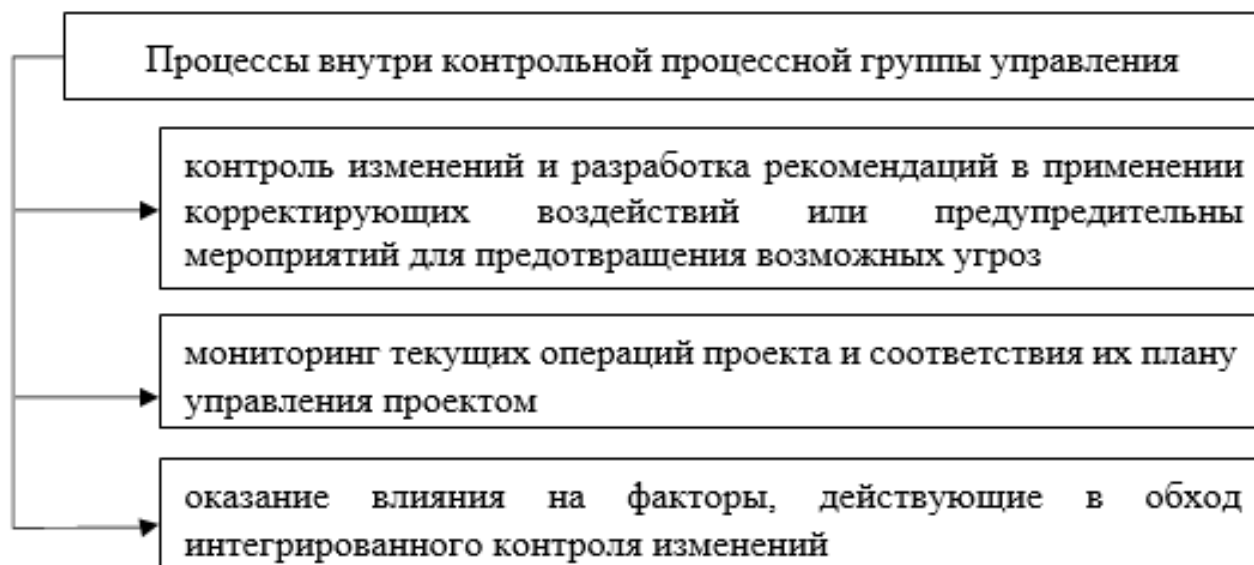 Процессы внутри контрольной процессной группы управления
контроль изменений и разработка рекомендаций в применении
корректирующих воздействий или предупредительны
мероприятий для предотвращения возможных угроз
мониторинг текущих операций проекта и соответствия их плану
управления проектом
оказание влияния на факторы, действующие в обход
интегрированного контроля изменений